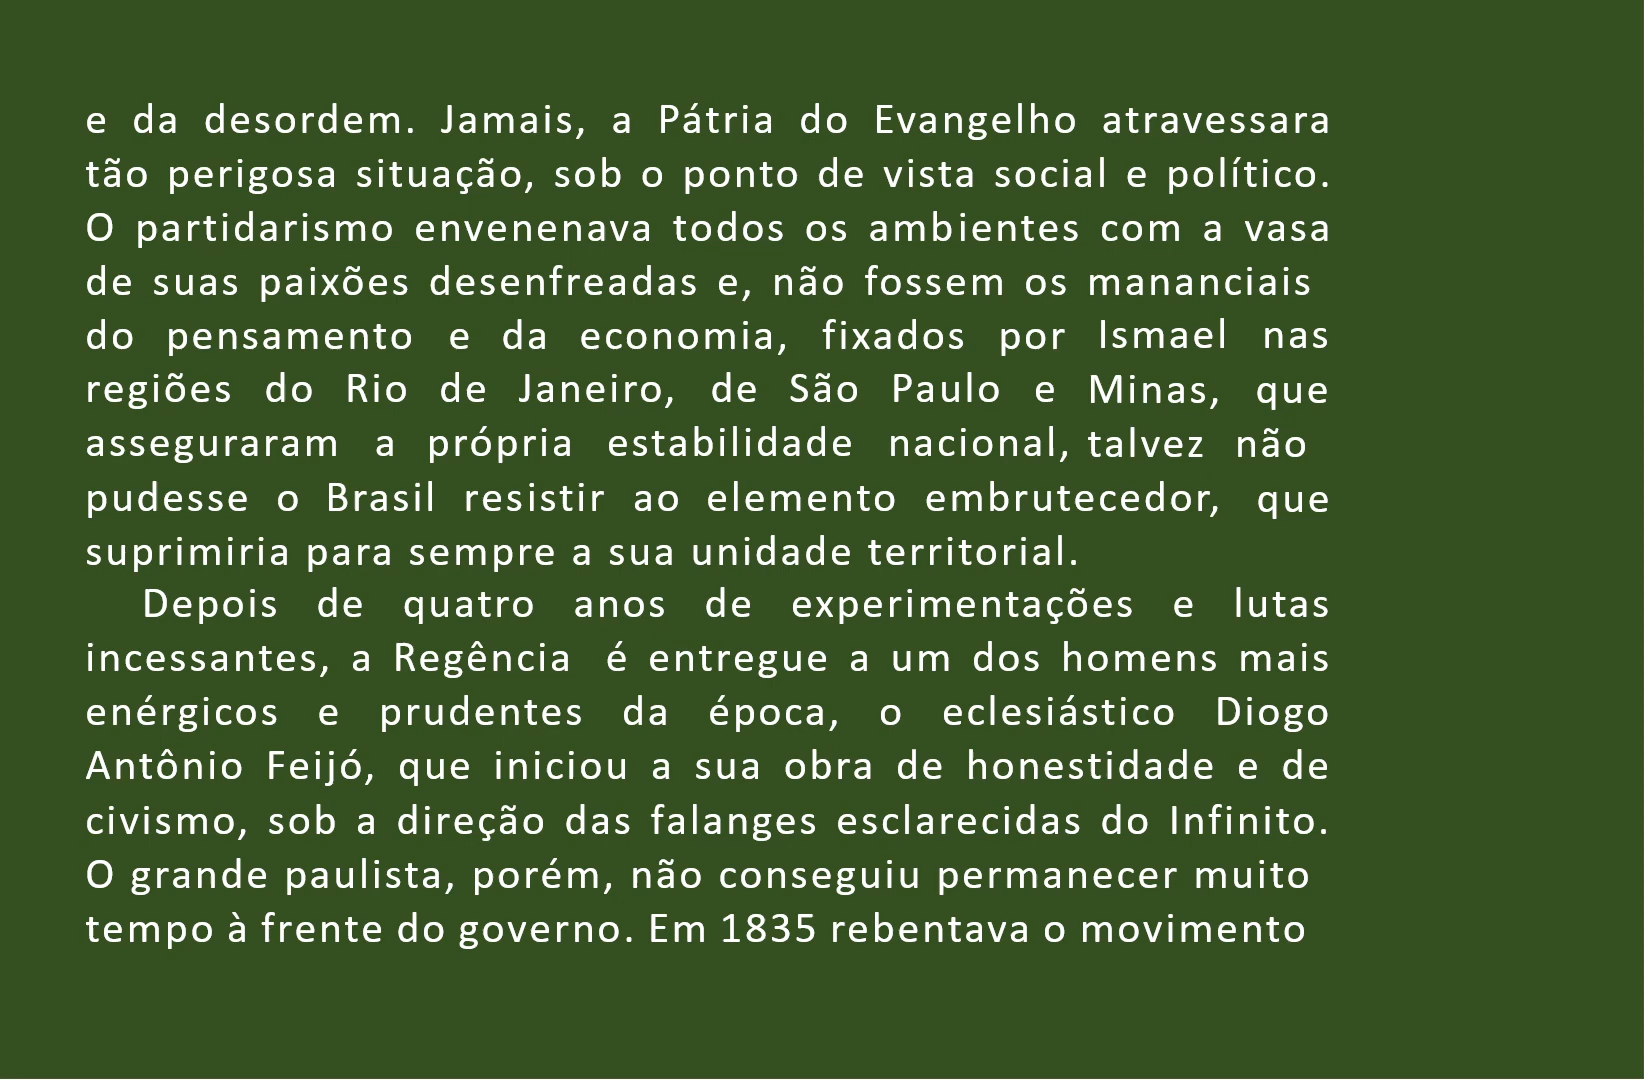 e da desordem. Jamais, a Pátria do Evangelho atravessara
tão perigosa situação, sob o ponto de vista social e político.
O partidarismo envenenava todos os ambientes com a vasa
de suas paixões desenfreadas e, não fossem os mananciais
do pensamento e da economia, fixados por Ismael nas
regiões do Rio de Janeiro, de São Paulo e Minas, que
asseguraram a própria estabilidade nacional, talvez não
pudesse o Brasil resistir ao elemento embrutecedor, que
suprimiria para sempre a sua unidade territorial.
Depois de quatro anos de experimentações e lutas
incessantes, a Regência é entregue a um dos homens mais
enérgicos e prudentes da época, o eclesiástico Diogo
Antônio Feijó, que iniciou a sua obra de honestidade e de
civismo, sob a direção das falanges esclarecidas do Infinito.
O grande paulista, porém, não conseguiu permanecer muito
tempo à frente do governo. Em 1835 rebentava o movimento